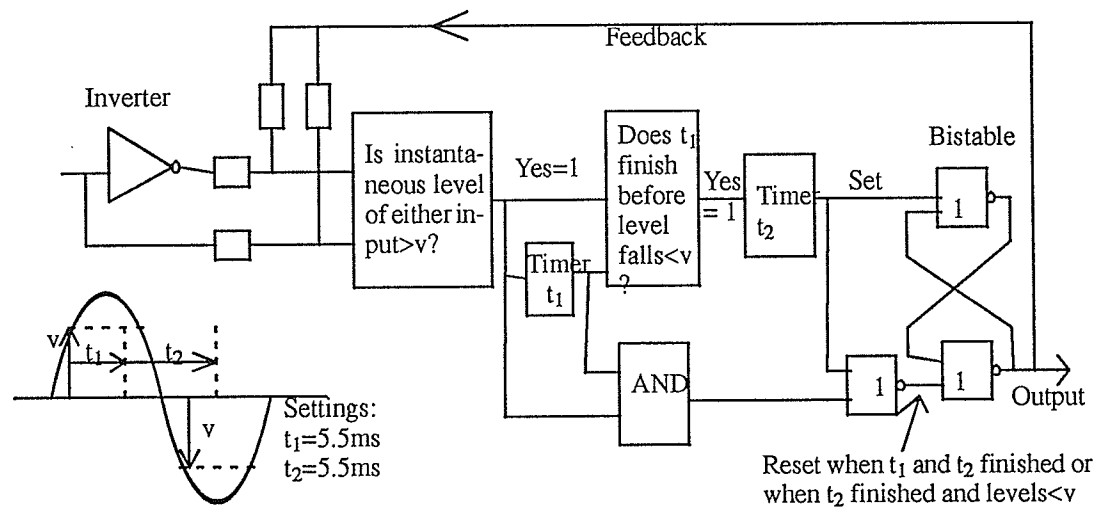 Feedback
Inverter
Is instanta-
neous level
of either in-
put>v?
Yes=1
Does t1
finish
before
level
falls<v
?
Yes
= 1
Timer
t2
Set
Bistable
1
Timer
t1
AND
1
1
Output
v
t1
t2
v
Settings:
t1=5.5ms
t2=5.5ms
Reset when t1 and t2 finished or
when t2 finished and levels<v